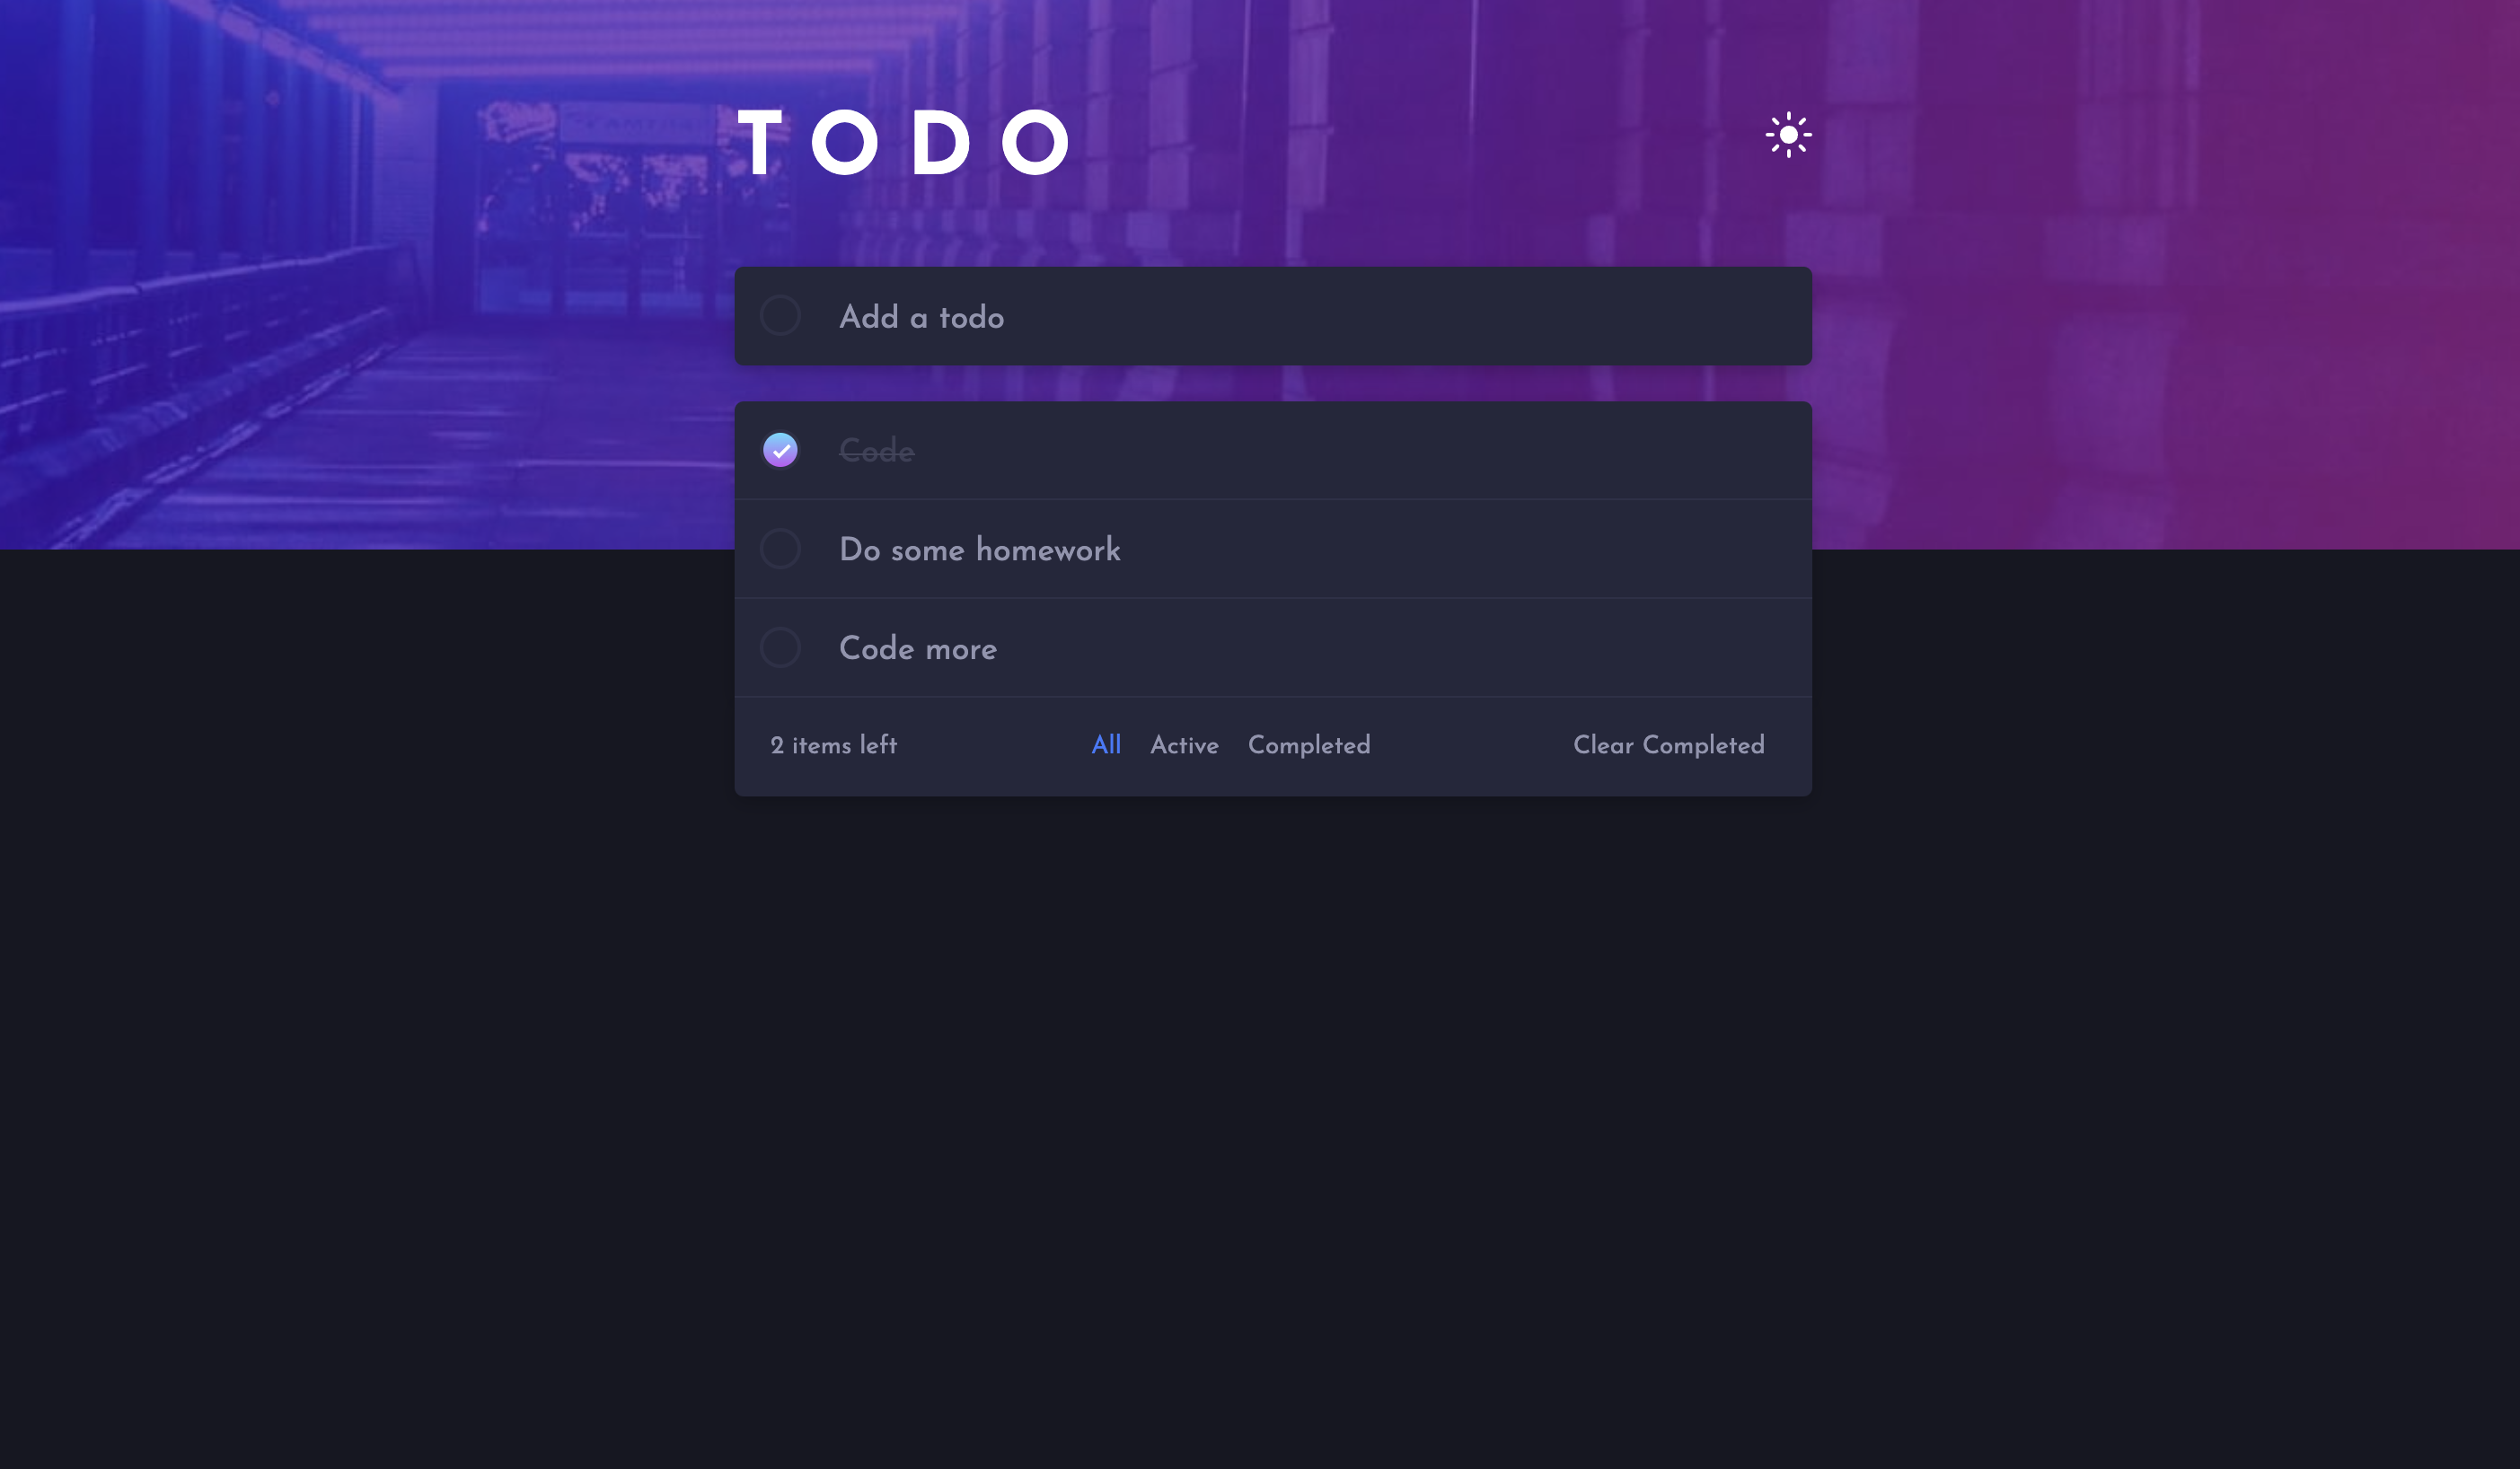 TODO
Add a todo
Code
Do some homework
Code more
2 items left All Active Completed Clear Completed